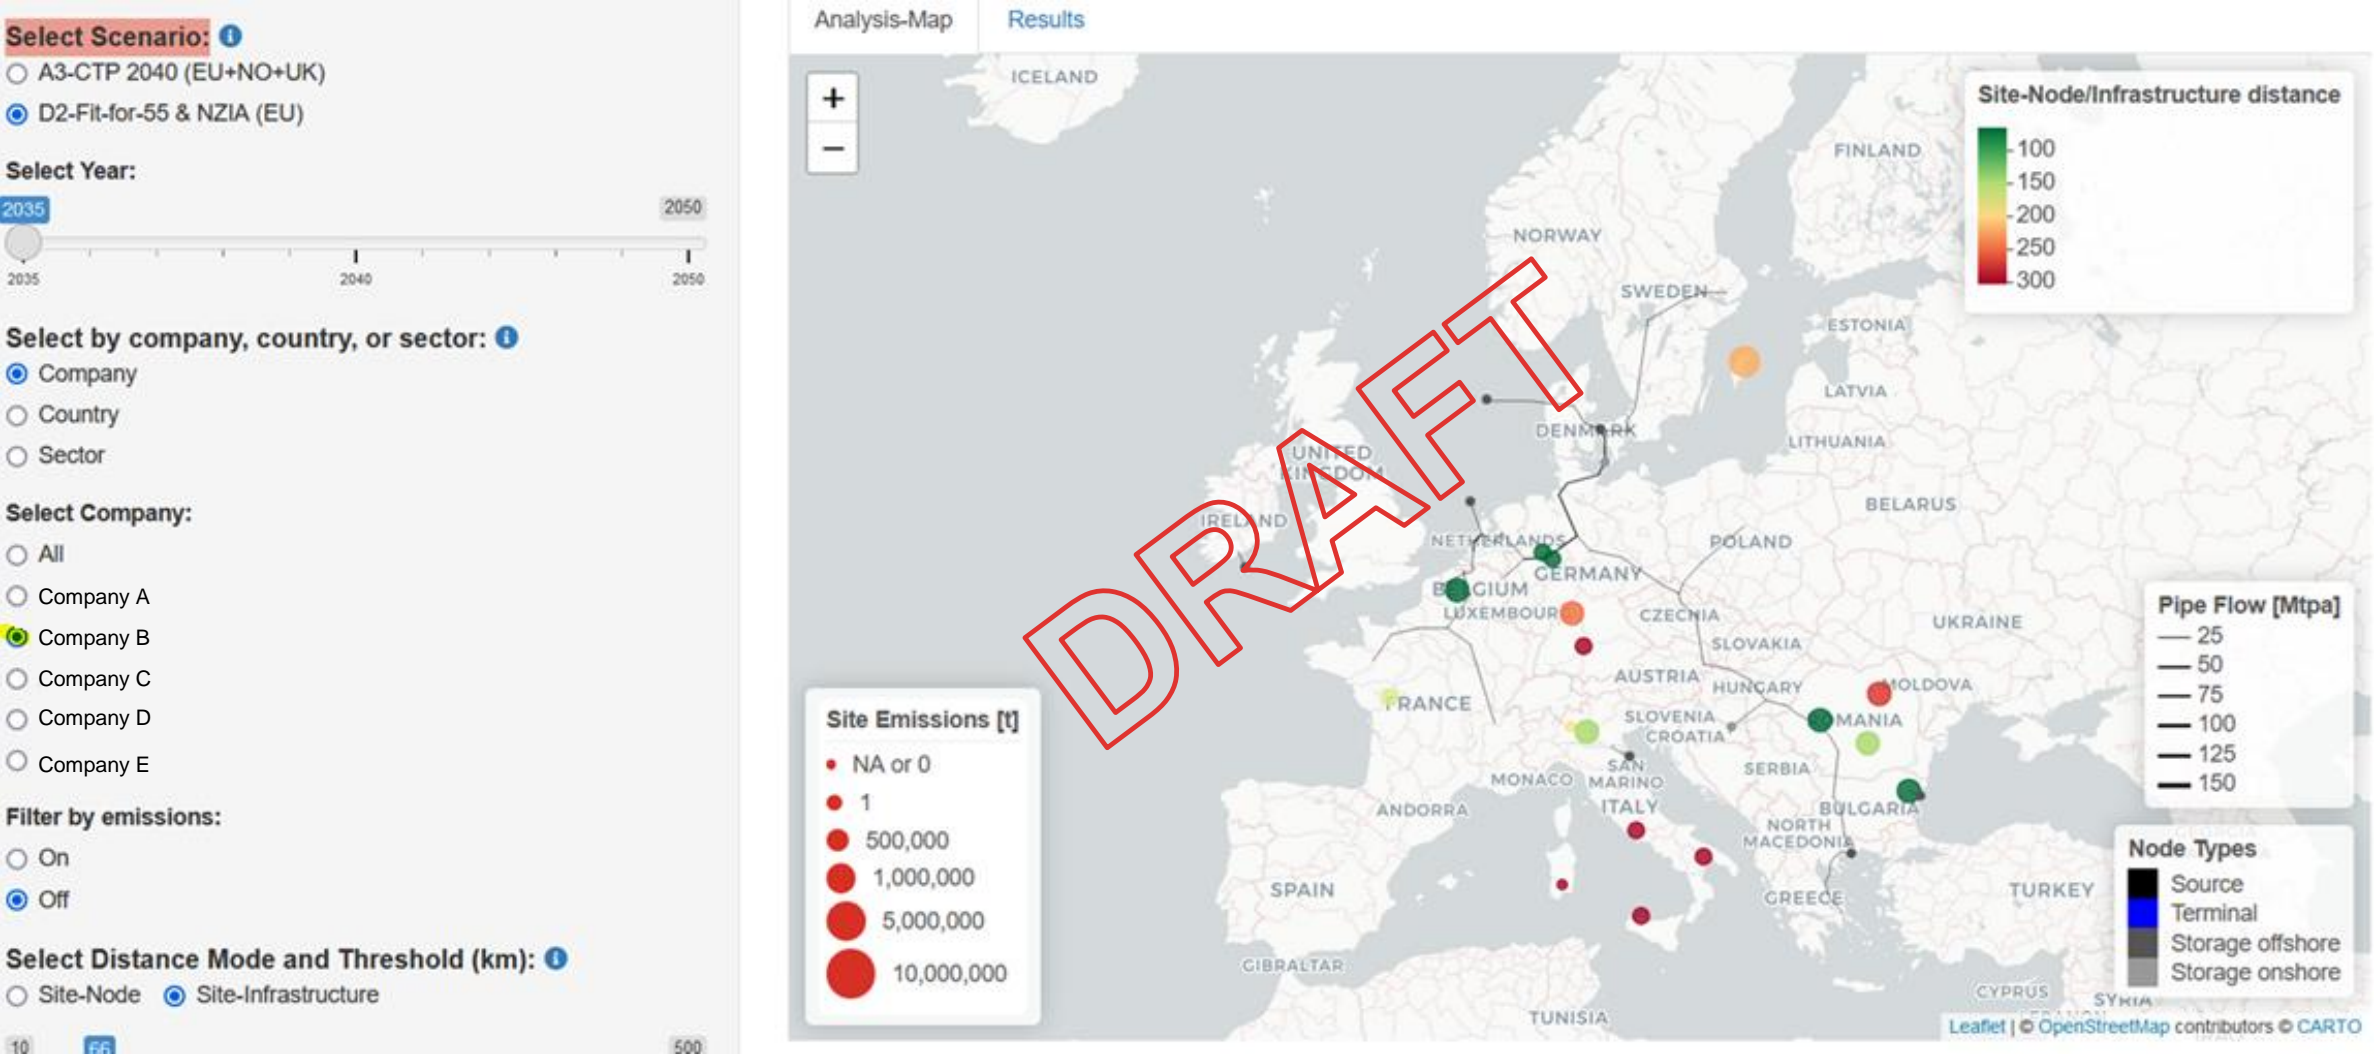 Select Scenario:
A3-CTP 2040 (EU+NO+UK)
D2-Fit-for-55 & NZIA (EU)
Select Year:
2035
2050
2035
2040
2050
Select by company, country, or sector:
Company
Country
Sector
Select Company:
All
Company A
Company B
Company C
Company D
Company E
Filter by emissions:
On
Off
Select Distance Mode and Threshold (km):
Site-Node
Site-Infrastructure
10
66
500
Analysis-Map
Results
+
−
ICELAND
FINLAND
NORWAY
SWEDEN
ESTONIA
LATVIA
DENMARK
LITHUANIA
UNITED
KINGDOM
BELARUS
IRELAND
NETHERLANDS
POLAND
GERMANY
BELGIUM
LUXEMBOUR
CZECHIA
UKRAINE
SLOVAKIA
AUSTRIA
HUNGARY
MOLDOVA
FRANCE
SLOVENIA
CROATIA
MANIA
SAN
MARINO
MONACO
SERBIA
ITALY
ANDORRA
BULGARIA
NORTH
MACEDONIA
SPAIN
GREECE
TURKEY
GIBRALTAR
CYPRUS
SYRIA
TUNISIA
DRAFT
Site-Node/Infrastructure distance
100
150
200
250
300
Pipe Flow [Mtpa]
25
50
75
100
125
150
Node Types
Source
Terminal
Storage offshore
Storage onshore
Site Emissions [t]
NA or 0
1
500,000
1,000,000
5,000,000
10,000,000
Leaflet | © OpenStreetMap contributors © CARTO